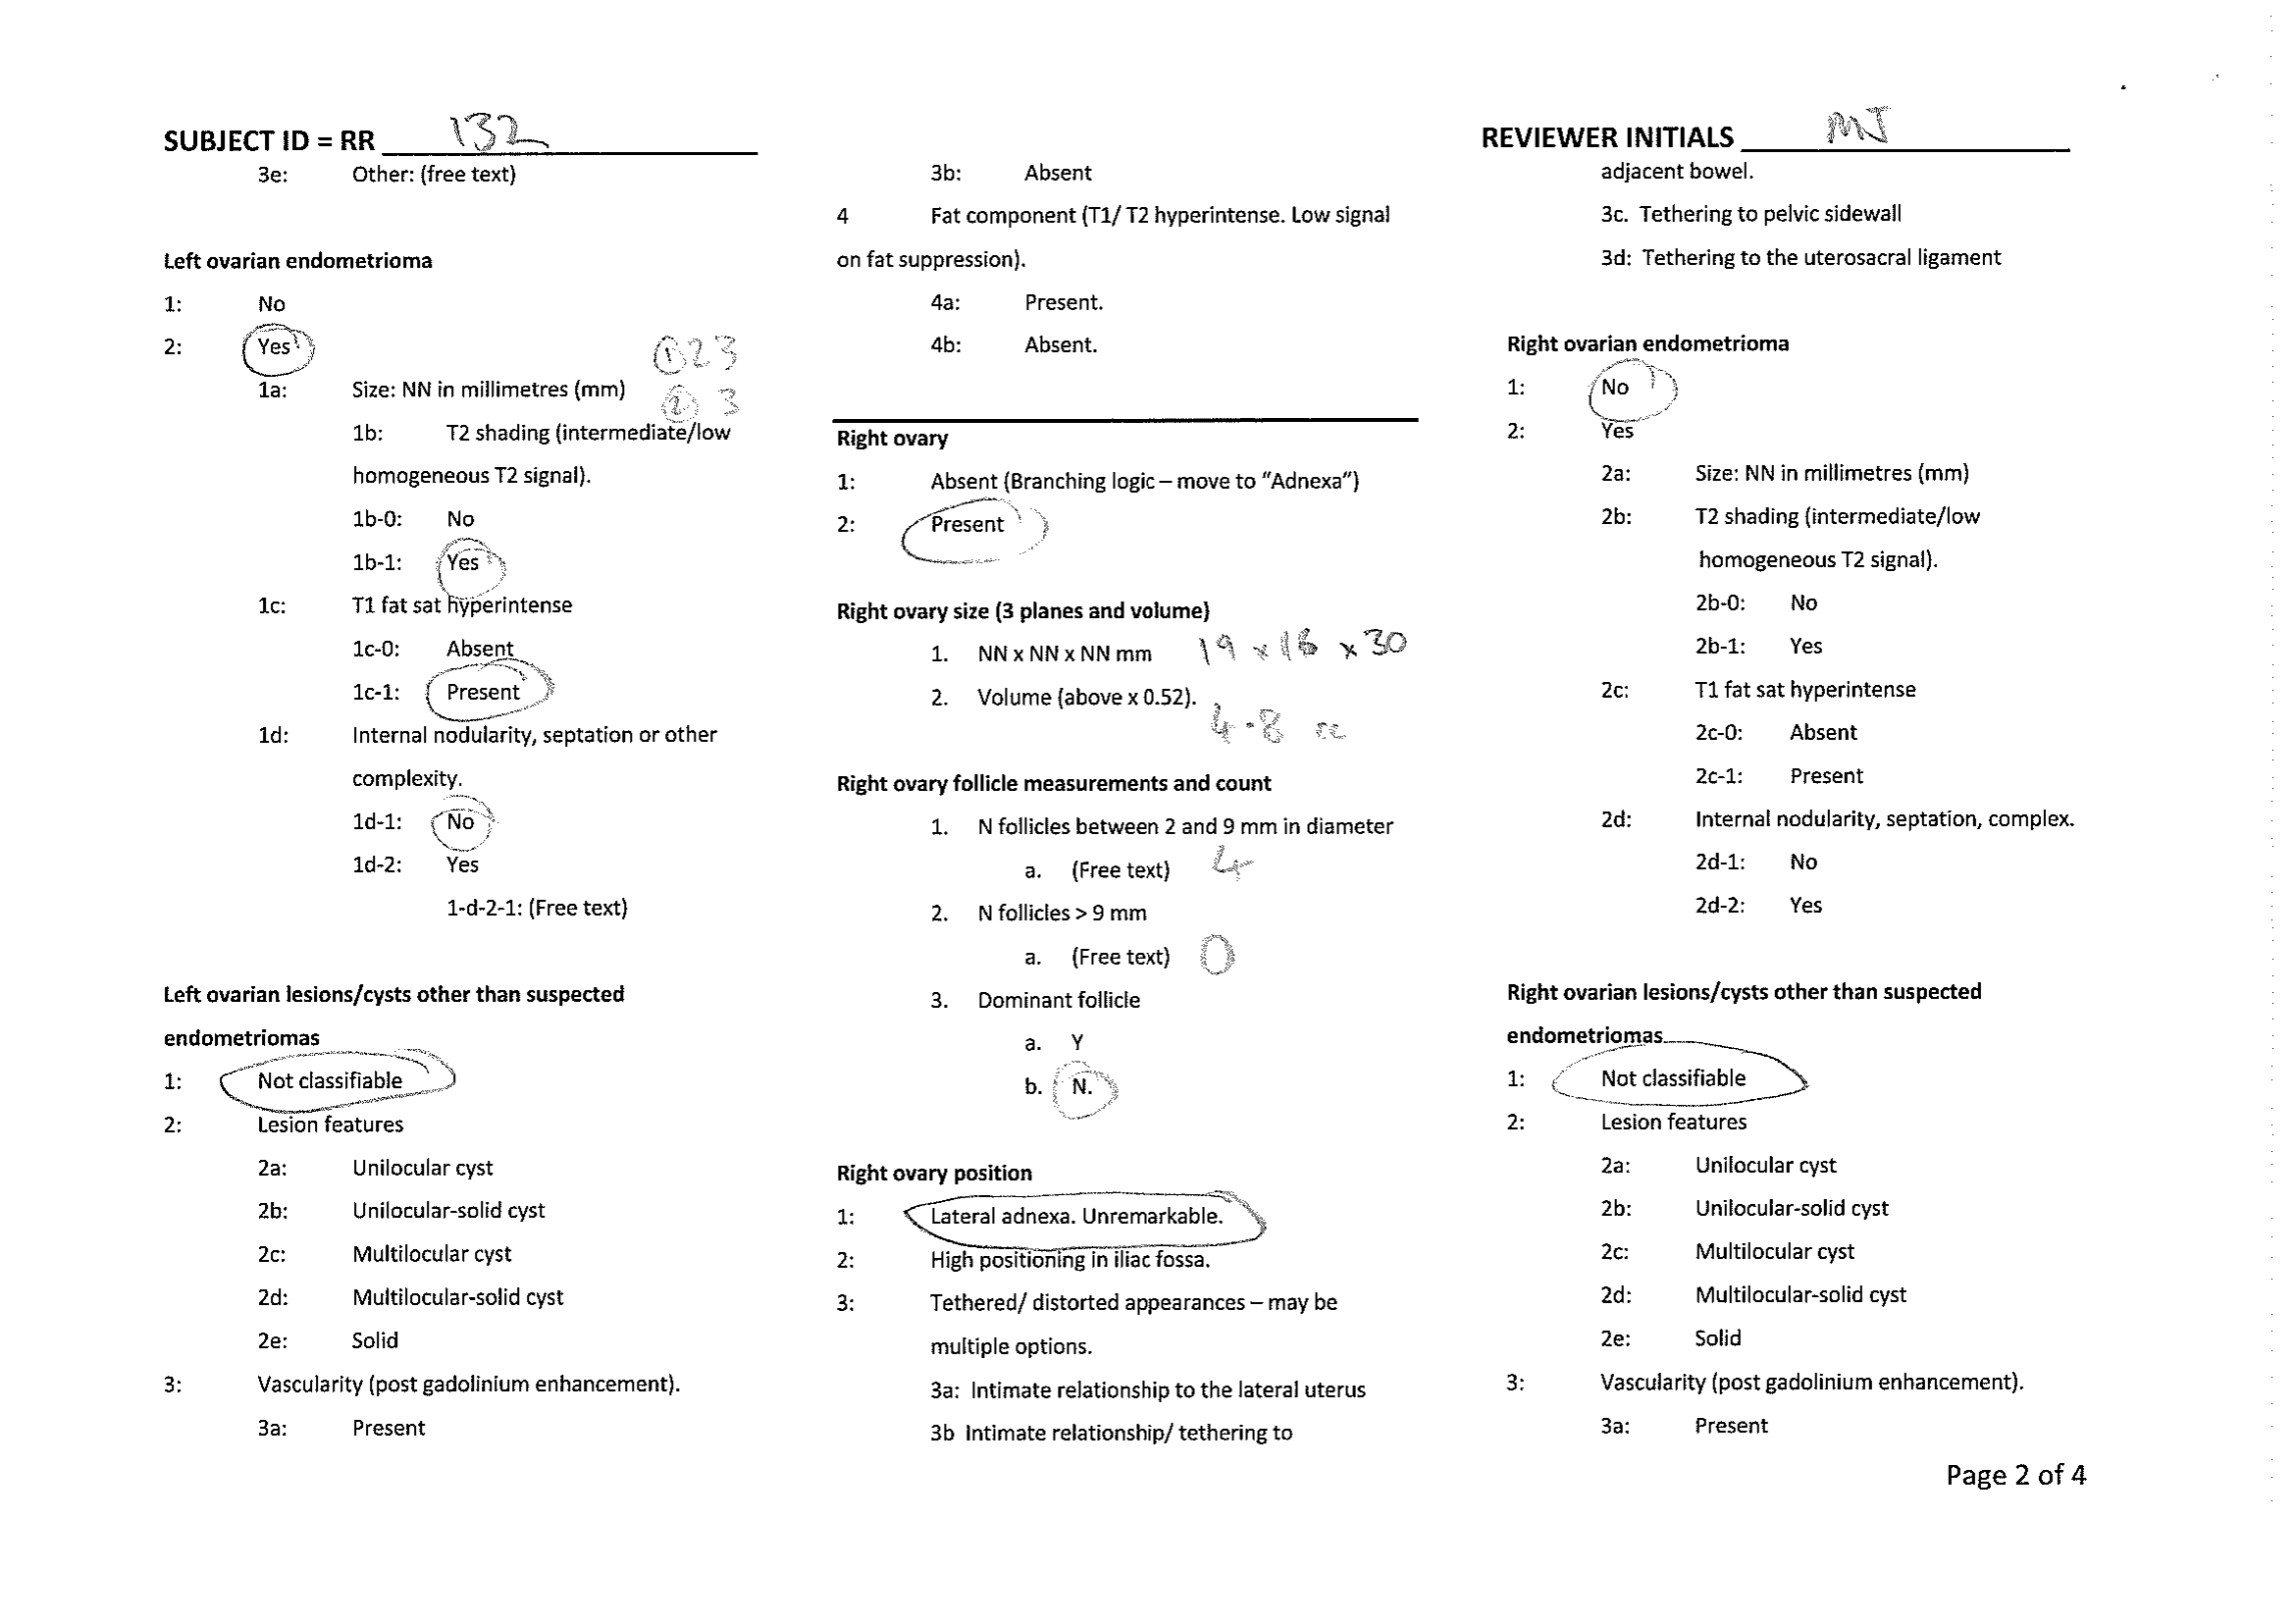 SUBJECT ID = RR 132
3e: Other: (free text)
Left ovarian endometrioma
1: No
2: Yes
① 23
1a: Size: NN in millimetres (mm)
② 3
1b: T2 shading (intermediate/low
homogeneous T2 signal).
1b-0: No
1b-1: Yes
1c: T1 fat sat hyperintense
1c-0: Absent
1c-1: Present
1d: Internal nodularity, septation or other
complexity.
1d-1: No
1d-2: Yes
1-d-2-1: (Free text)
Left ovarian lesions/cysts other than suspected
endometriomas
1: Not classifiable
2: Lesion features
2a: Unilocular cyst
2b: Unilocular-solid cyst
2c: Multilocular cyst
2d: Multilocular-solid cyst
2e: Solid
3: Vascularity (post gadolinium enhancement).
3a: Present
3b: Absent
4 Fat component (T1/ T2 hyperintense. Low signal
on fat suppression).
4a: Present.
4b: Absent.
Right ovary
1: Absent (Branching logic – move to “Adnexa”)
2: Present
Right ovary size (3 planes and volume)
1. NN x NN x NN mm 19 x 16 x 30
2. Volume (above x 0.52).
4.8 cc
Right ovary follicle measurements and count
1. N follicles between 2 and 9 mm in diameter
a. (Free text) 4
2. N follicles > 9 mm
a. (Free text) 0
3. Dominant follicle
a. Y
b. N.
Right ovary position
1: Lateral adnexa. Unremarkable.
2: High positioning in iliac fossa.
3: Tethered/ distorted appearances – may be
multiple options.
3a: Intimate relationship to the lateral uterus
3b Intimate relationship/ tethering to
REVIEWER INITIALS MJ
adjacent bowel.
3c. Tethering to pelvic sidewall
3d: Tethering to the uterosacral ligament
Right ovarian endometrioma
1: No
2: Yes
2a: Size: NN in millimetres (mm)
2b: T2 shading (intermediate/low
homogeneous T2 signal).
2b-0: No
2b-1: Yes
2c: T1 fat sat hyperintense
2c-0: Absent
2c-1: Present
2d: Internal nodularity, septation, complex.
2d-1: No
2d-2: Yes
Right ovarian lesions/cysts other than suspected
endometriomas
1: Not classifiable
2: Lesion features
2a: Unilocular cyst
2b: Unilocular-solid cyst
2c: Multilocular cyst
2d: Multilocular-solid cyst
2e: Solid
3: Vascularity (post gadolinium enhancement).
3a: Present
Page 2 of 4